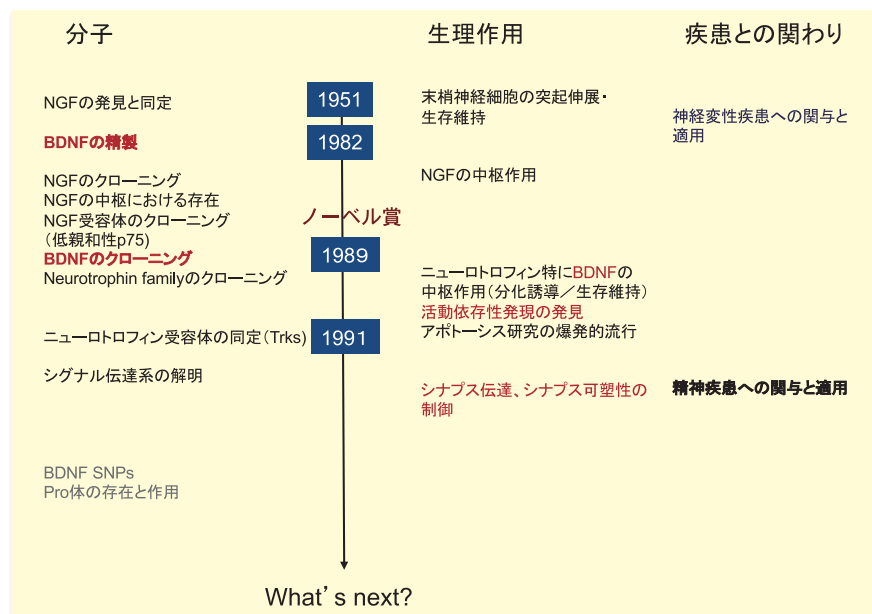 分子
生理作用
疾患との関わり
NGFの発見と同定
1951
末梢神経細胞の突起伸展・
生存維持
神経変性疾患への関与と
適用
BDNFの精製
1982
NGFのクローニング
NGFの中枢作用
NGFの中枢における存在
NGF受容体のクローニング
(低親和性p75)
ノーベル賞
BDNFのクローニング
1989
Neurotrophin familyのクローニング
ニューロトロフィン特にBDNFの
中枢作用(分化誘導/生存維持)
活動依存性発現の発見
アポトーシス研究の爆発的流行
ニューロトロフィン受容体の同定(Trks)
1991
シグナル伝達系の解明
シナプス伝達、シナプス可塑性の
制御
精神疾患への関与と適用
BDNF SNPs
Pro体の存在と作用
What's next?